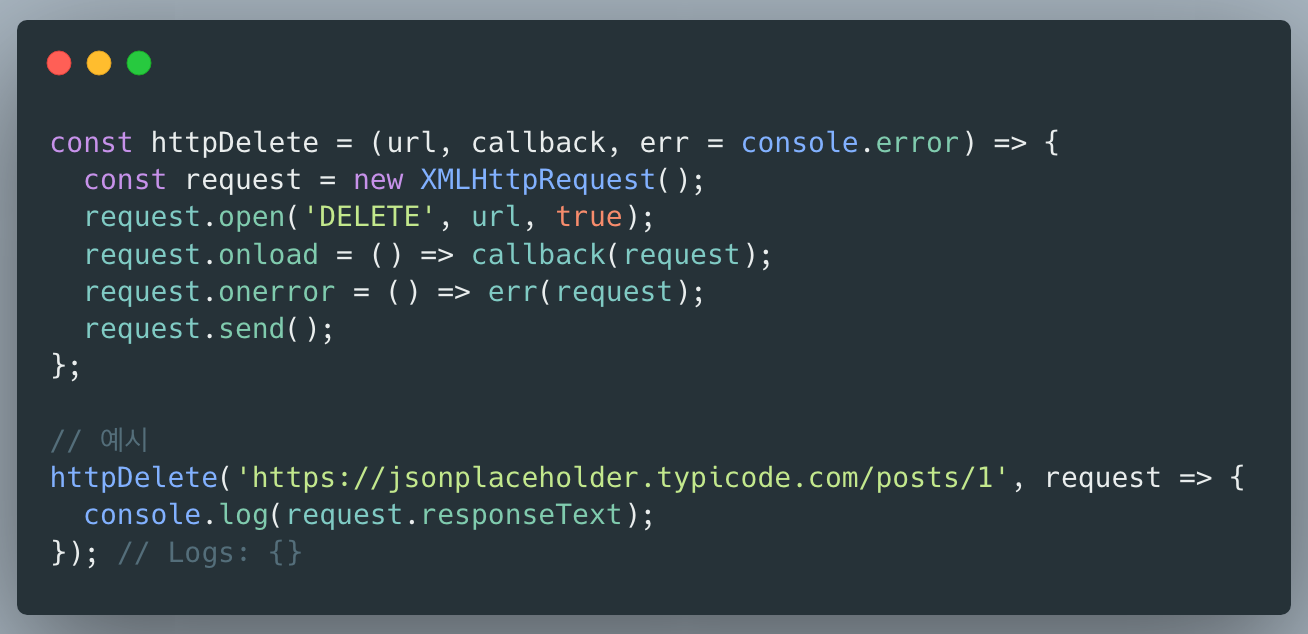 const httpDelete = (url, callback, err = console.error) => {
  const request = new XMLHttpRequest();
  request.open('DELETE', url, true);
  request.onload = () => callback(request);
  request.onerror = () => err(request);
  request.send();
};

// 예시
httpDelete('https://jsonplaceholder.typicode.com/posts/1', request => {
  console.log(request.responseText);
}); // Logs: {}